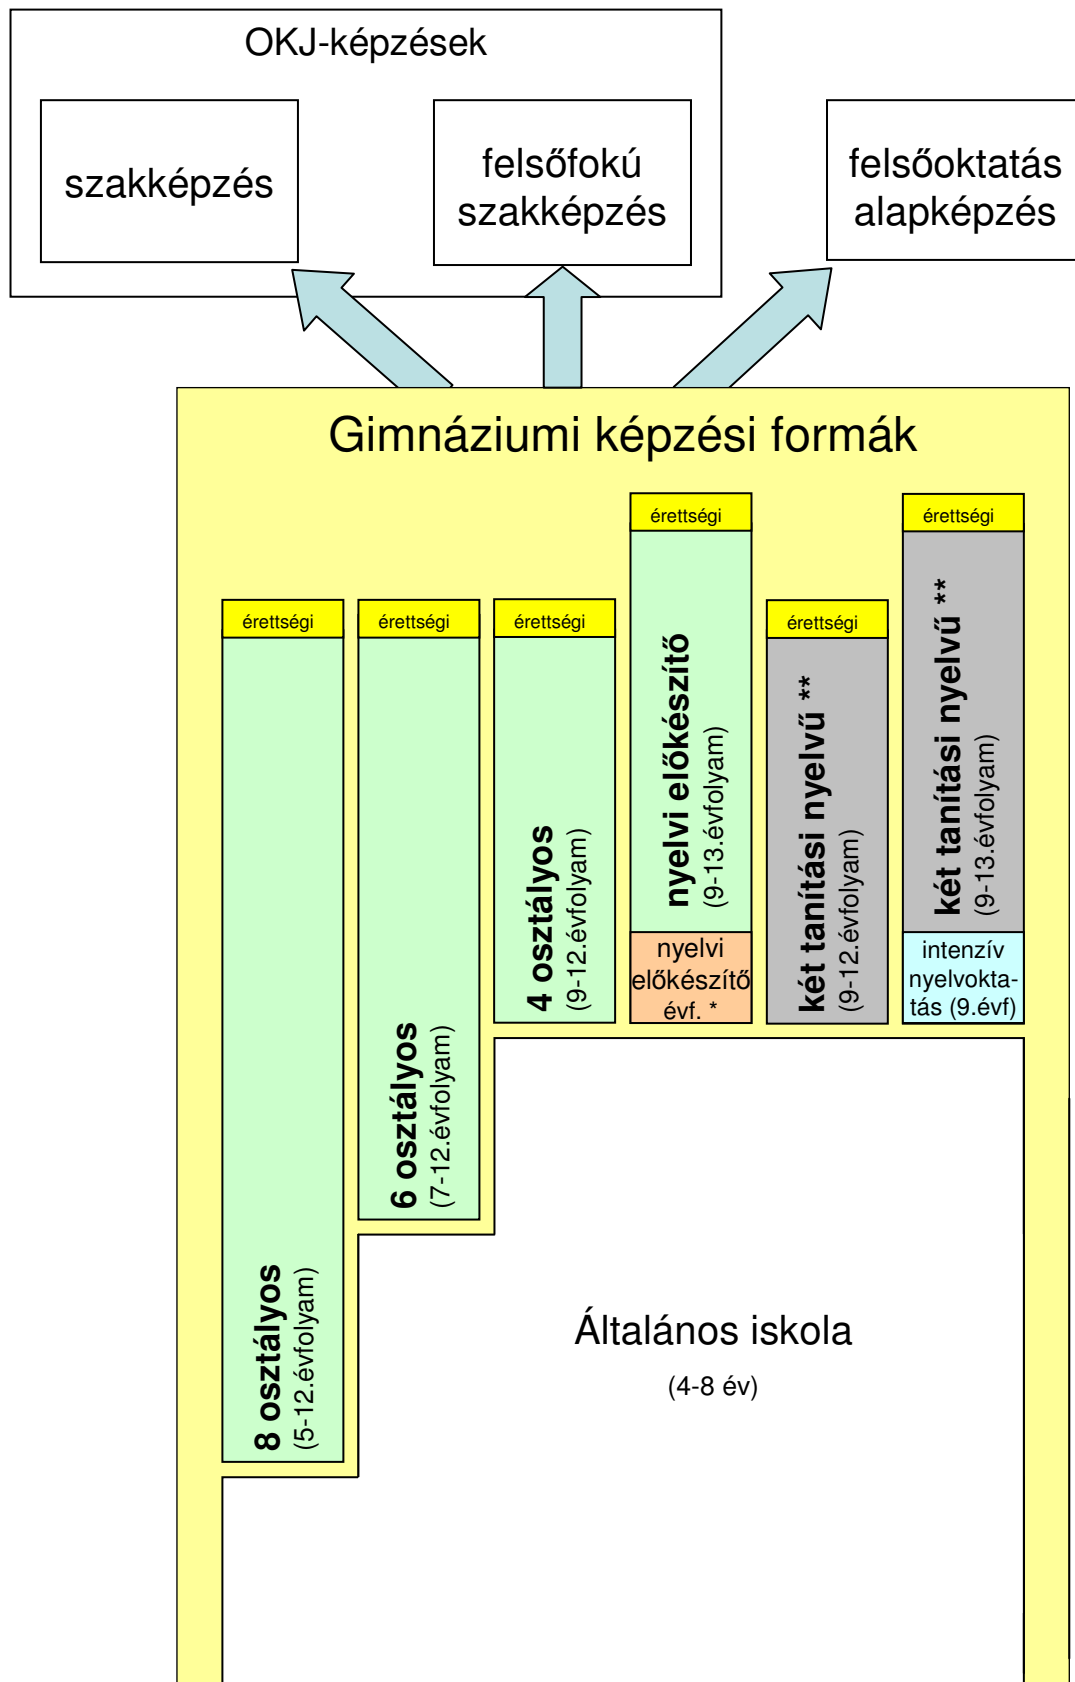 OKJ-képzések
szakképzés
felsőfokú
szakképzés
felsőoktatás
alapképzés
Gimnáziumi képzési formák
érettségi
8 osztályos
(5-12.évfolyam)
érettségi
6 osztályos
(7-12.évfolyam)
érettségi
4 osztályos
(9-12.évfolyam)
érettségi
nyelvi előkészítő
(9-13.évfolyam)
nyelvi
előkészítő
évf. *
érettségi
két tanítási nyelvű **
(9-12.évfolyam)
érettségi
két tanítási nyelvű **
(9-13.évfolyam)
intenzív
nyelvokta-
tás (9.évf)
Általános iskola
(4-8 év)